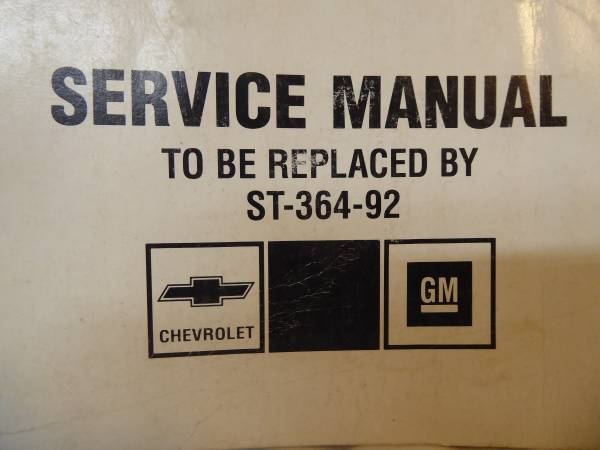 SERVICE MANUAL
TO BE REPLACED BY
ST-364-92
CHEVROLET
GM